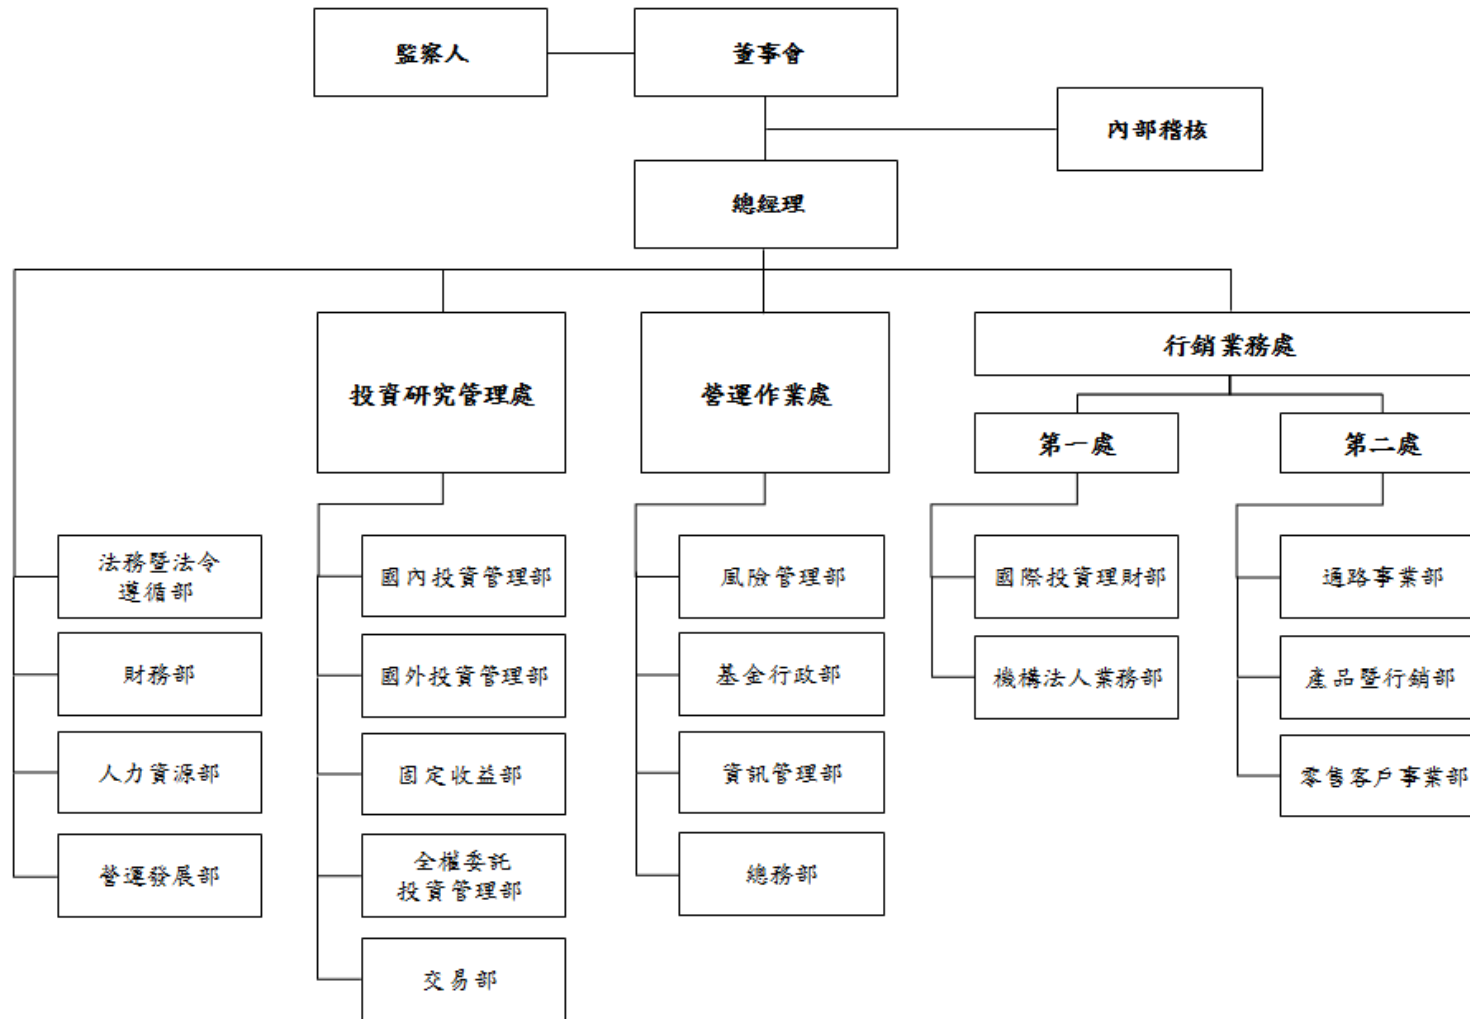 監察人
董事會
內部稽核
總經理
投資研究管理處
營運作業處
行銷業務處
第一處
第二處
法務暨法令
遵循部
財務部
人力資源部
營運發展部
國內投資管理部
國外投資管理部
固定收益部
全權委託
投資管理部
交易部
風險管理部
基金行政部
資訊管理部
總務部
國際投資理財部
機構法人業務部
通路事業部
產品暨行銷部
零售客戶事業部